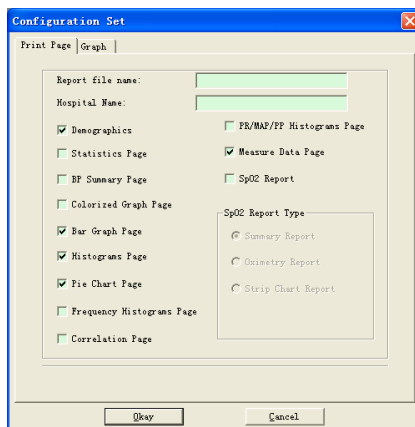 Configuration Set
Print Page Graph
Report file name:
Hospital Name:
Demographics
Statistics Page
BP Summary Page
Colorized Graph Page
Bar Graph Page
Histograms Page
Pie Chart Page
Frequency Histograms Page
Correlation Page
PR/MAP/PP Histograms Page
Measure Data Page
SpO2 Report
SpO2 Report Type
Summary Report
Oximetry Report
Strip Chart Report
Okay
Cancel